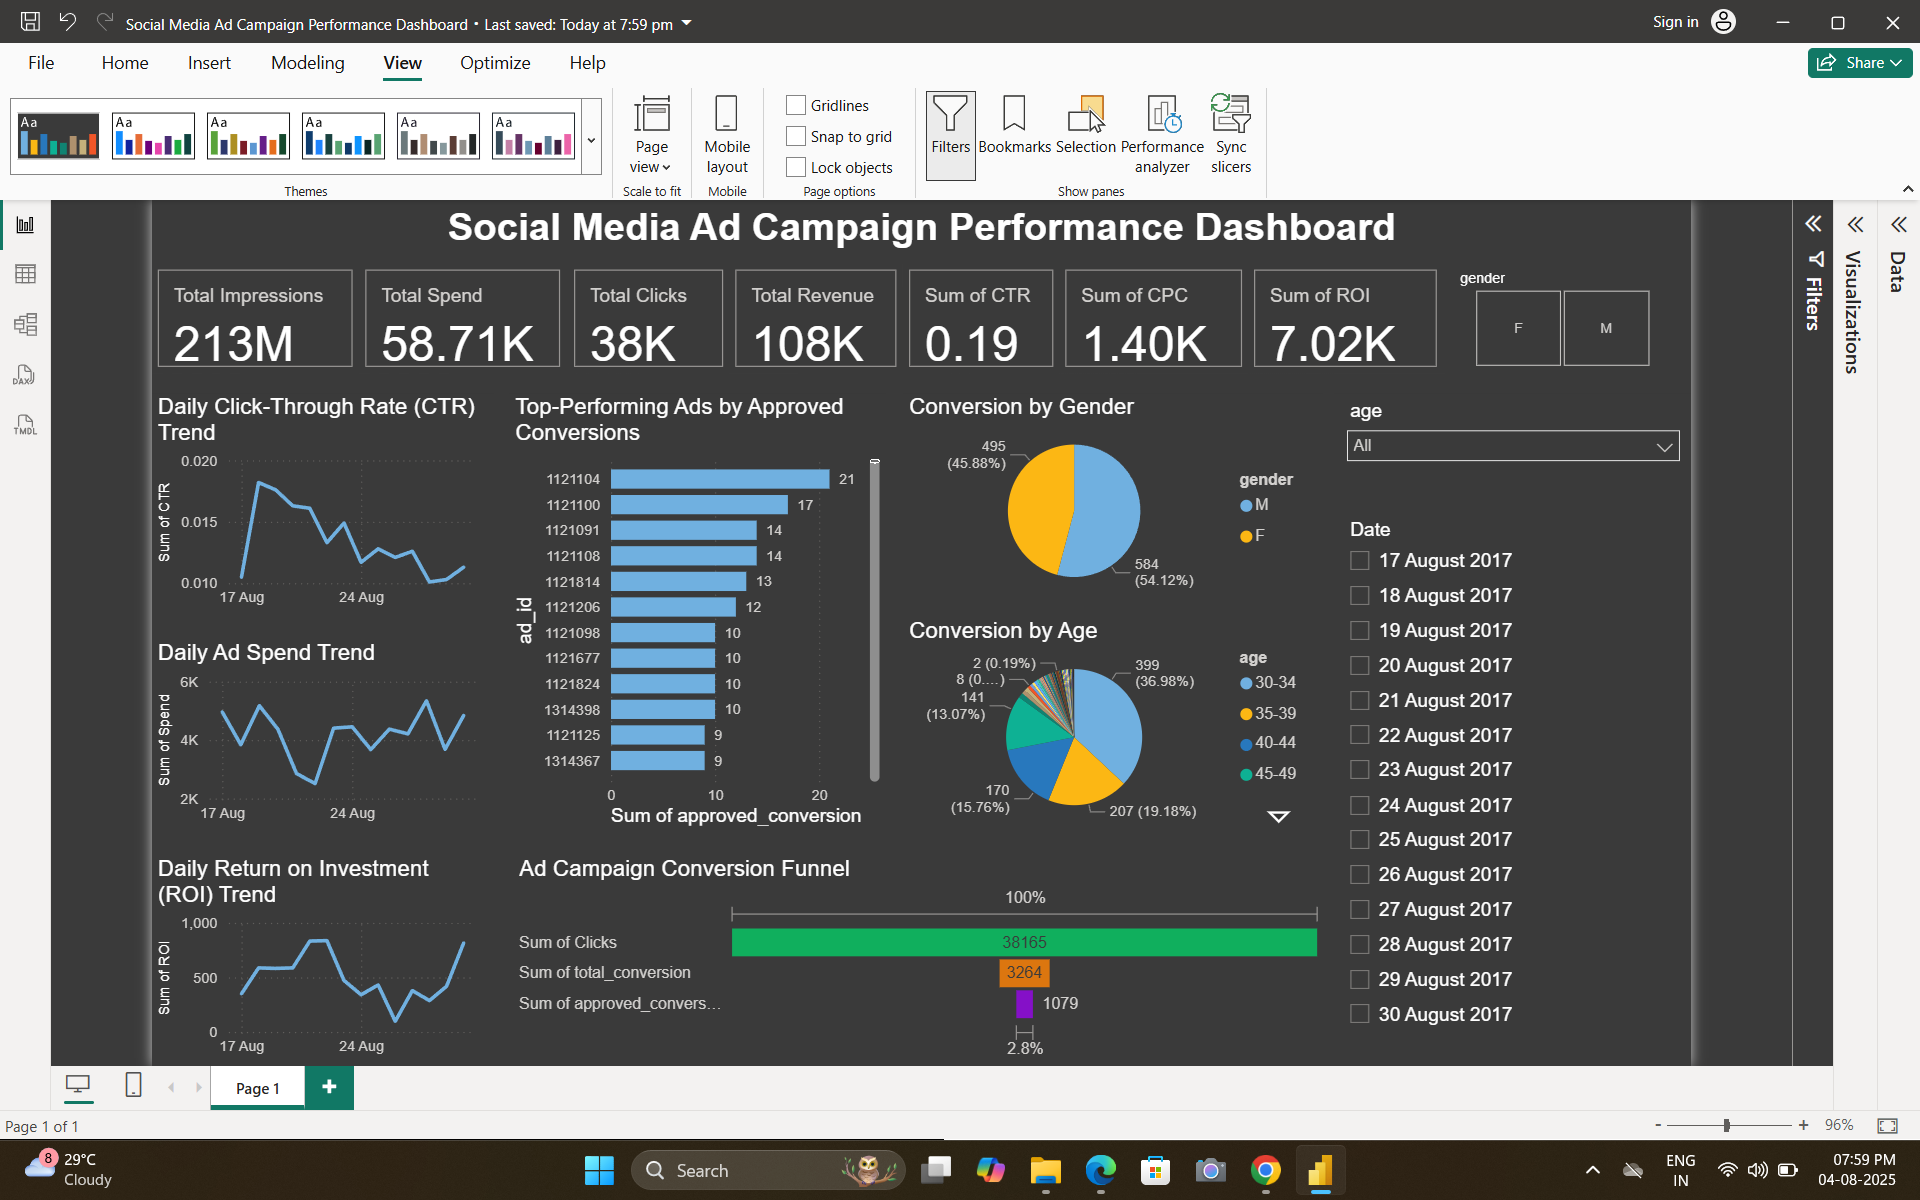 Social Media Ad Campaign Performance Dashboard • Last saved: Today at 7:59 pm
Sign in
File Home Insert Modeling View Optimize Help
Share
Aa Aa Aa Aa Aa Aa
Themes
Page view
Scale to fit
Mobile layout
Mobile
Gridlines
Snap to grid
Lock objects
Page options
Filters
Bookmarks
Selection
Performance analyzer
Sync slicers
Show panes
DAX
TMDL
Social Media Ad Campaign Performance Dashboard
Total Impressions
213M
Total Spend
58.71K
Total Clicks
38K
Total Revenue
108K
Sum of CTR
0.19
Sum of CPC
1.40K
Sum of ROI
7.02K
gender
F
M
Filters
Visualizations
Data
Daily Click-Through Rate (CTR)
Trend
Sum of CTR
0.020
0.015
0.010
17 Aug 24 Aug
Daily Ad Spend Trend
Sum of Spend
6K
4K
2K
17 Aug 24 Aug
Daily Return on Investment
(ROI) Trend
Sum of ROI
1,000
500
0
17 Aug 24 Aug
Top-Performing Ads by Approved
Conversions
ad_id
1121104 21
1121100 17
1121091 14
1121108 14
1121814 13
1121206 12
1121098 10
1121677 10
1121824 10
1314398 10
1121125 9
1314367 9
0 10 20
Sum of approved_conversion
Conversion by Gender
495
(45.88%)
584
(54.12%)
gender
M
F
Conversion by Age
2 (0.19%)
8 (0....)
141
(13.07%)
170
(15.76%)
399
(36.98%)
207 (19.18%)
age
30-34
35-39
40-44
45-49
Ad Campaign Conversion Funnel
100%
Sum of Clicks 38165
Sum of total_conversion 3264
Sum of approved_convers... 1079
2.8%
age
All
Date
17 August 2017
18 August 2017
19 August 2017
20 August 2017
21 August 2017
22 August 2017
23 August 2017
24 August 2017
25 August 2017
26 August 2017
27 August 2017
28 August 2017
29 August 2017
30 August 2017
Page 1
Page 1 of 1
- + 96%
8
29°C
Cloudy
Search
ENG
IN
07:59 PM
04-08-2025